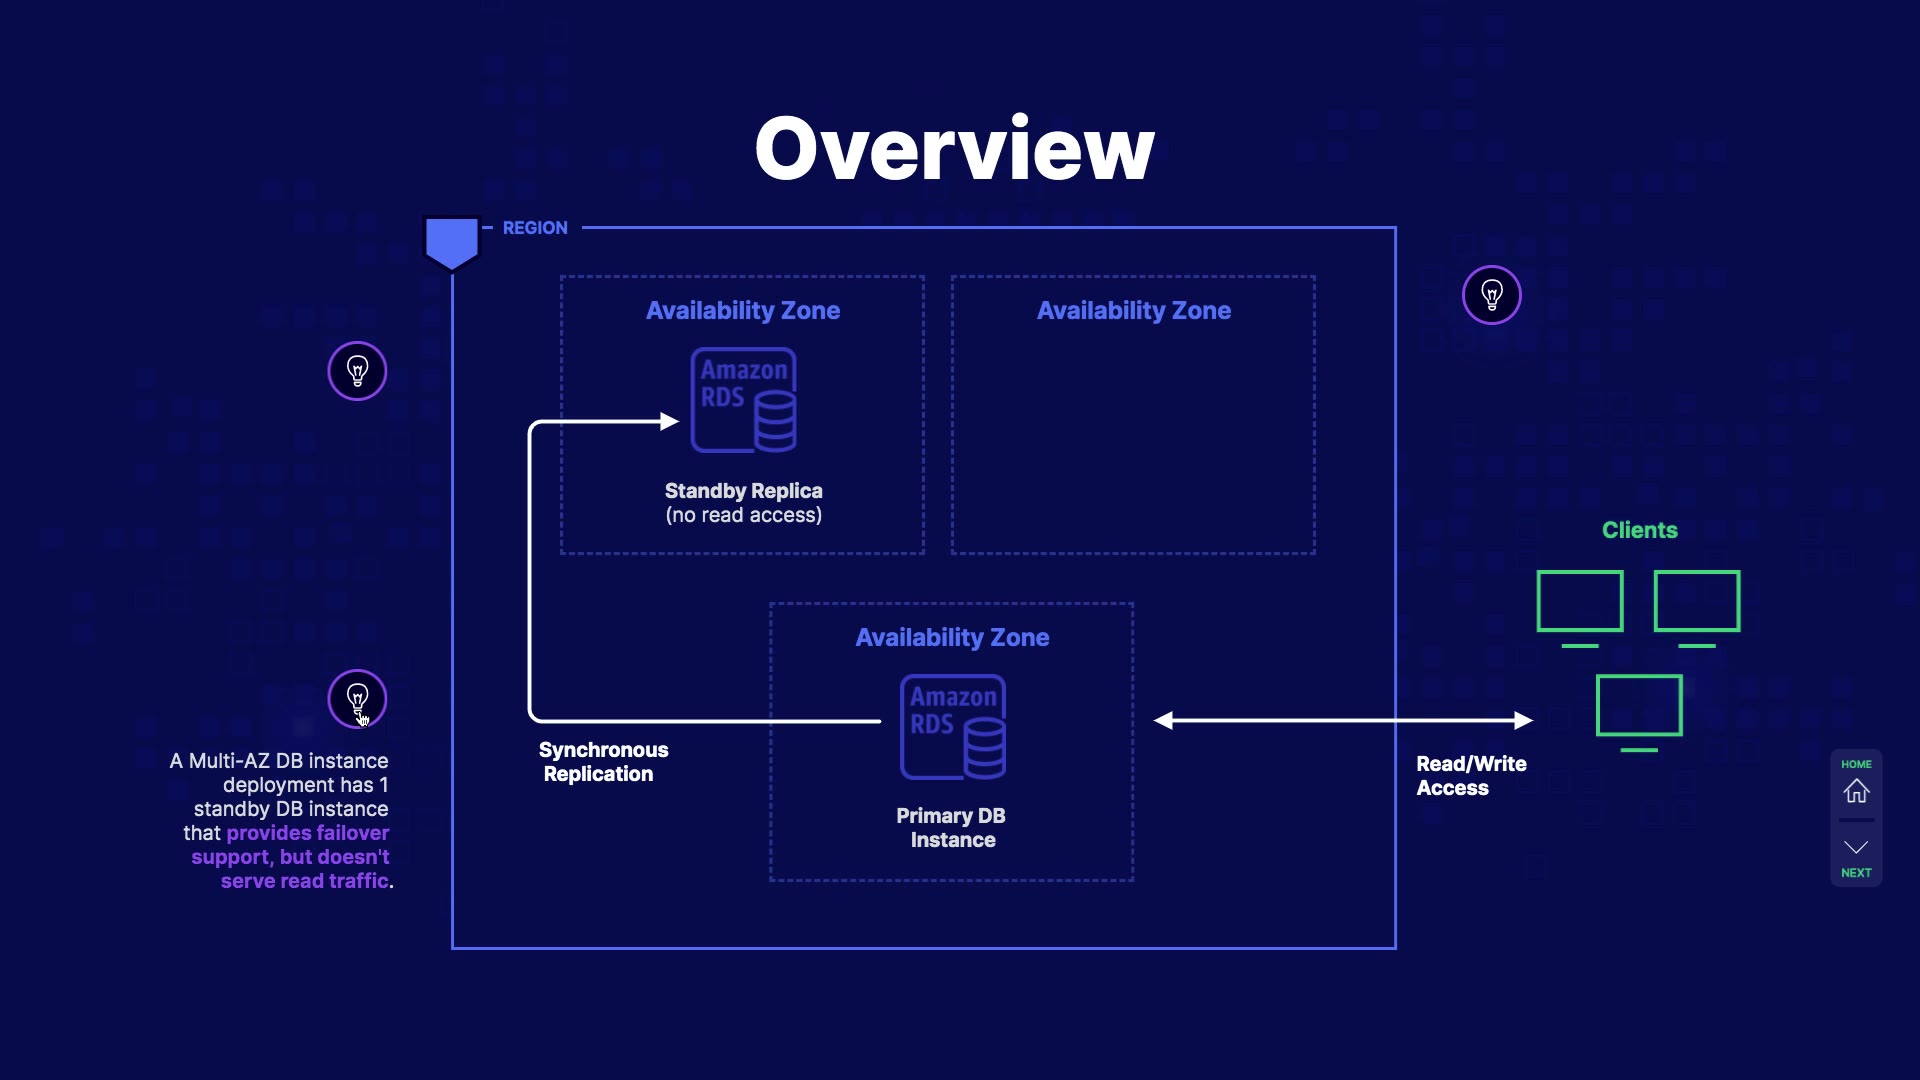 Overview
REGION
Availability Zone
Amazon
RDS
Standby Replica
(no read access)
Availability Zone
Availability Zone
Amazon
RDS
Primary DB
Instance
Synchronous
Replication
Read/Write
Access
Clients
A Multi-AZ DB instance
deployment has 1
standby DB instance
that provides failover
support, but doesn't
serve read traffic.
HOME
NEXT